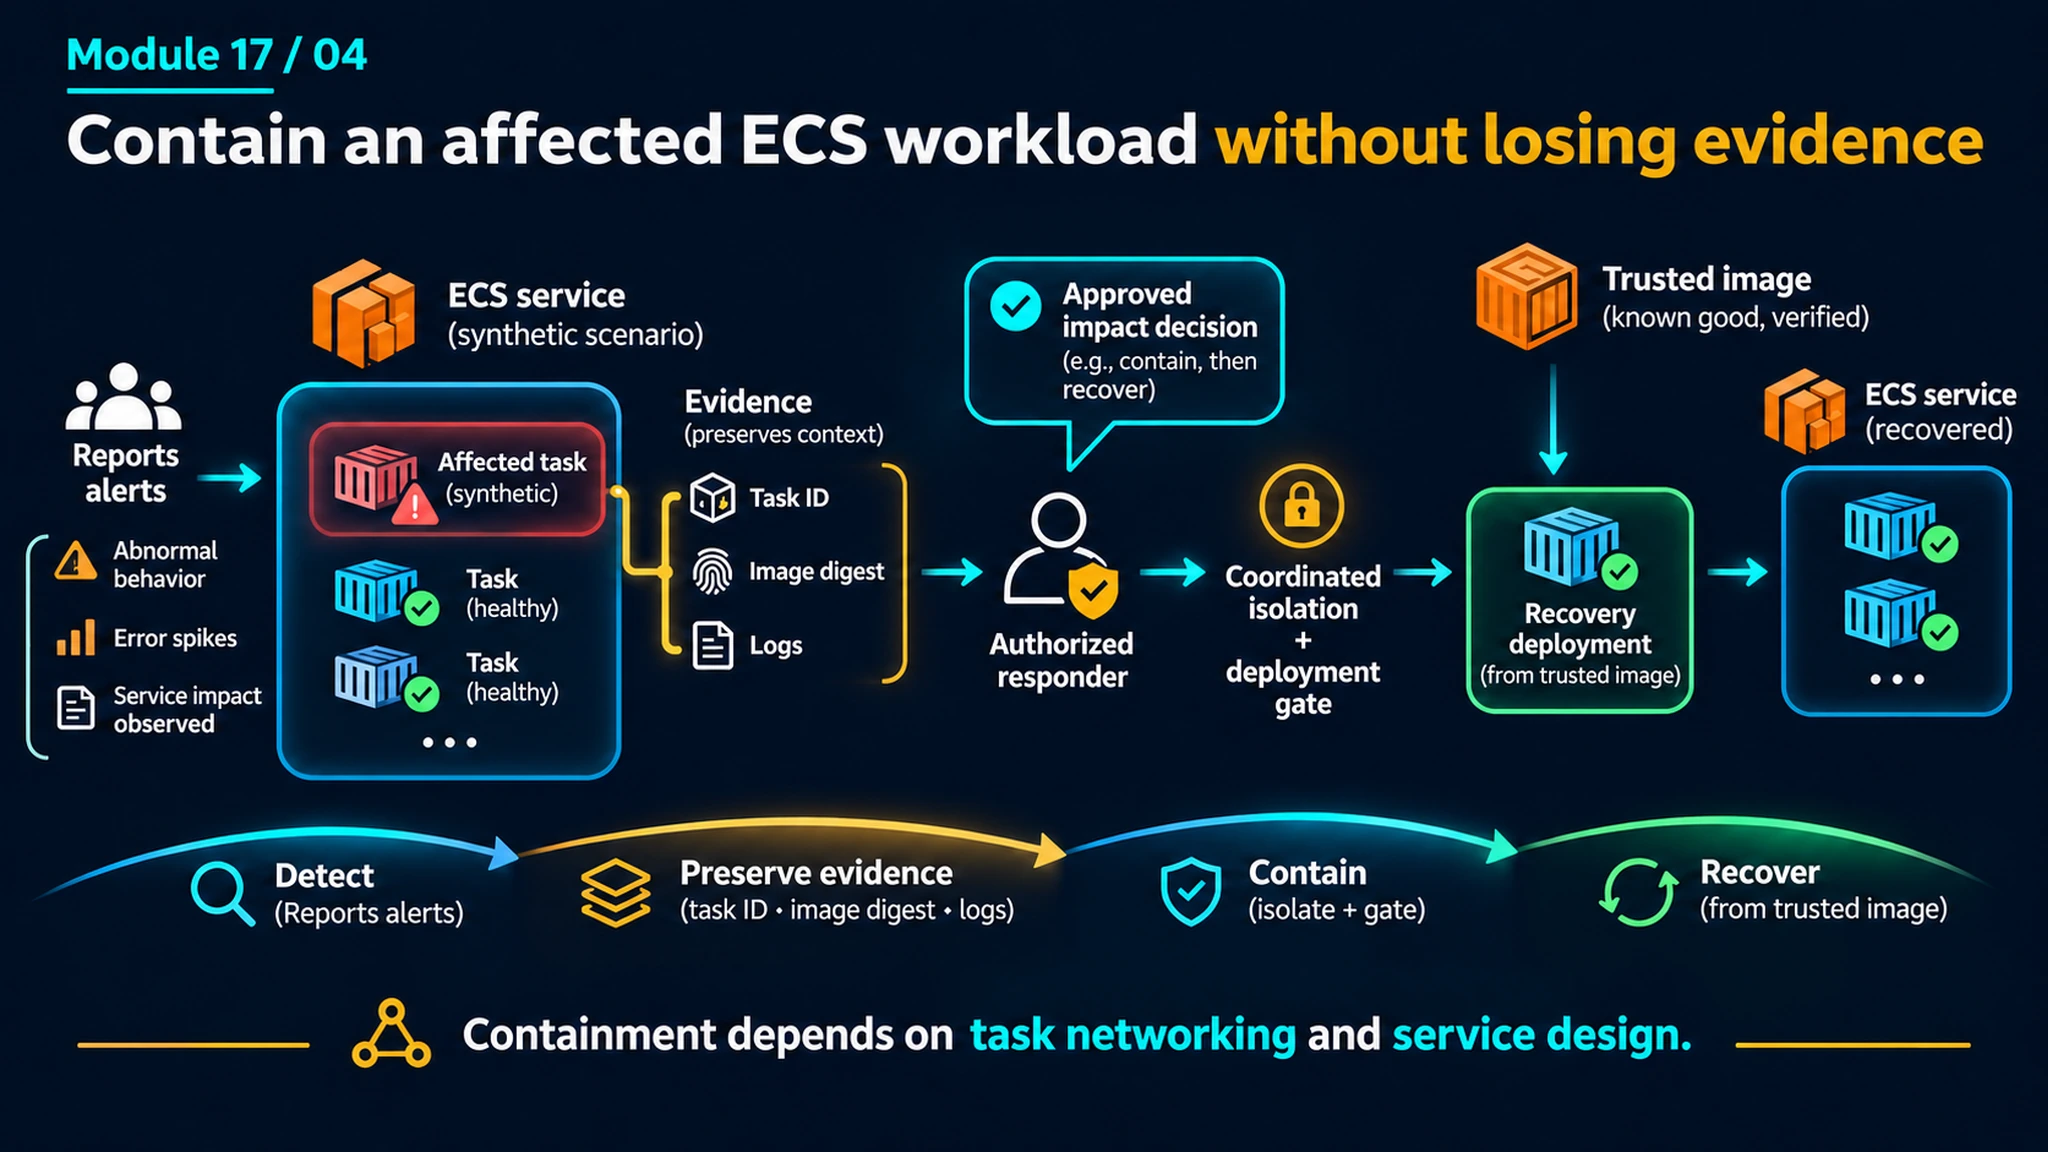 Module 17 / 04
Contain an affected ECS workload without losing evidence
Reports
alerts
Abnormal
behavior
Error spikes
Service impact
observed
ECS service
(synthetic scenario)
Affected task
(synthetic)
Task
(healthy)
Task
(healthy)
Evidence
(preserves context)
Task ID
Image digest
Logs
Approved
impact decision
(e.g., contain, then
recover)
Authorized
responder
Coordinated
isolation
+
deployment
gate
Trusted image
(known good, verified)
Recovery
deployment
(from trusted image)
ECS service
(recovered)
Detect
(Reports alerts)
Preserve evidence
(task ID • image digest • logs)
Contain
(isolate + gate)
Recover
(from trusted image)
Containment depends on task networking and service design.